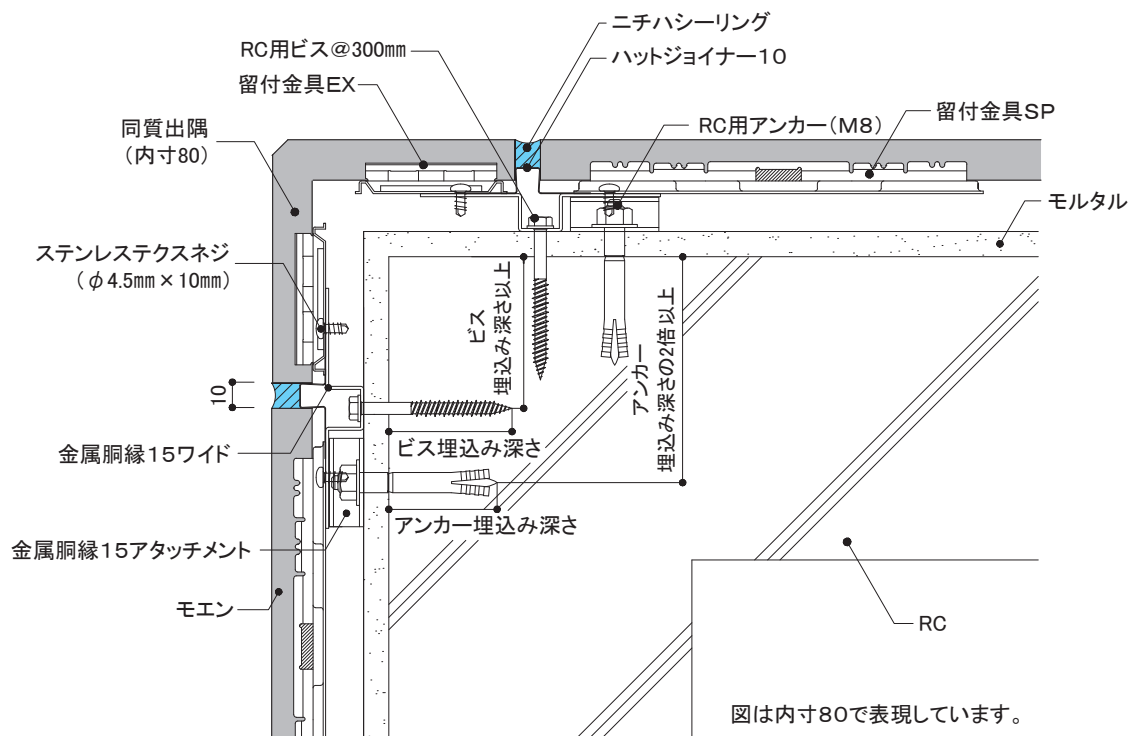 ニチハシーリング
RC用ビス@300mm
ハットジョイナー10
留付金具EX
留付金具SP
RC用アンカー(M8)
同質出隅
(内寸80)
モルタル
ステンレステクスネジ
(φ4.5mm×10mm)
ビス
埋込み深さ以上
アンカー
埋込み深さの2倍以上
10
ビス埋込み深さ
金属胴縁15ワイド
アンカー埋込み深さ
金属胴縁15アタッチメント
モエン
RC
図は内寸80で表現しています。